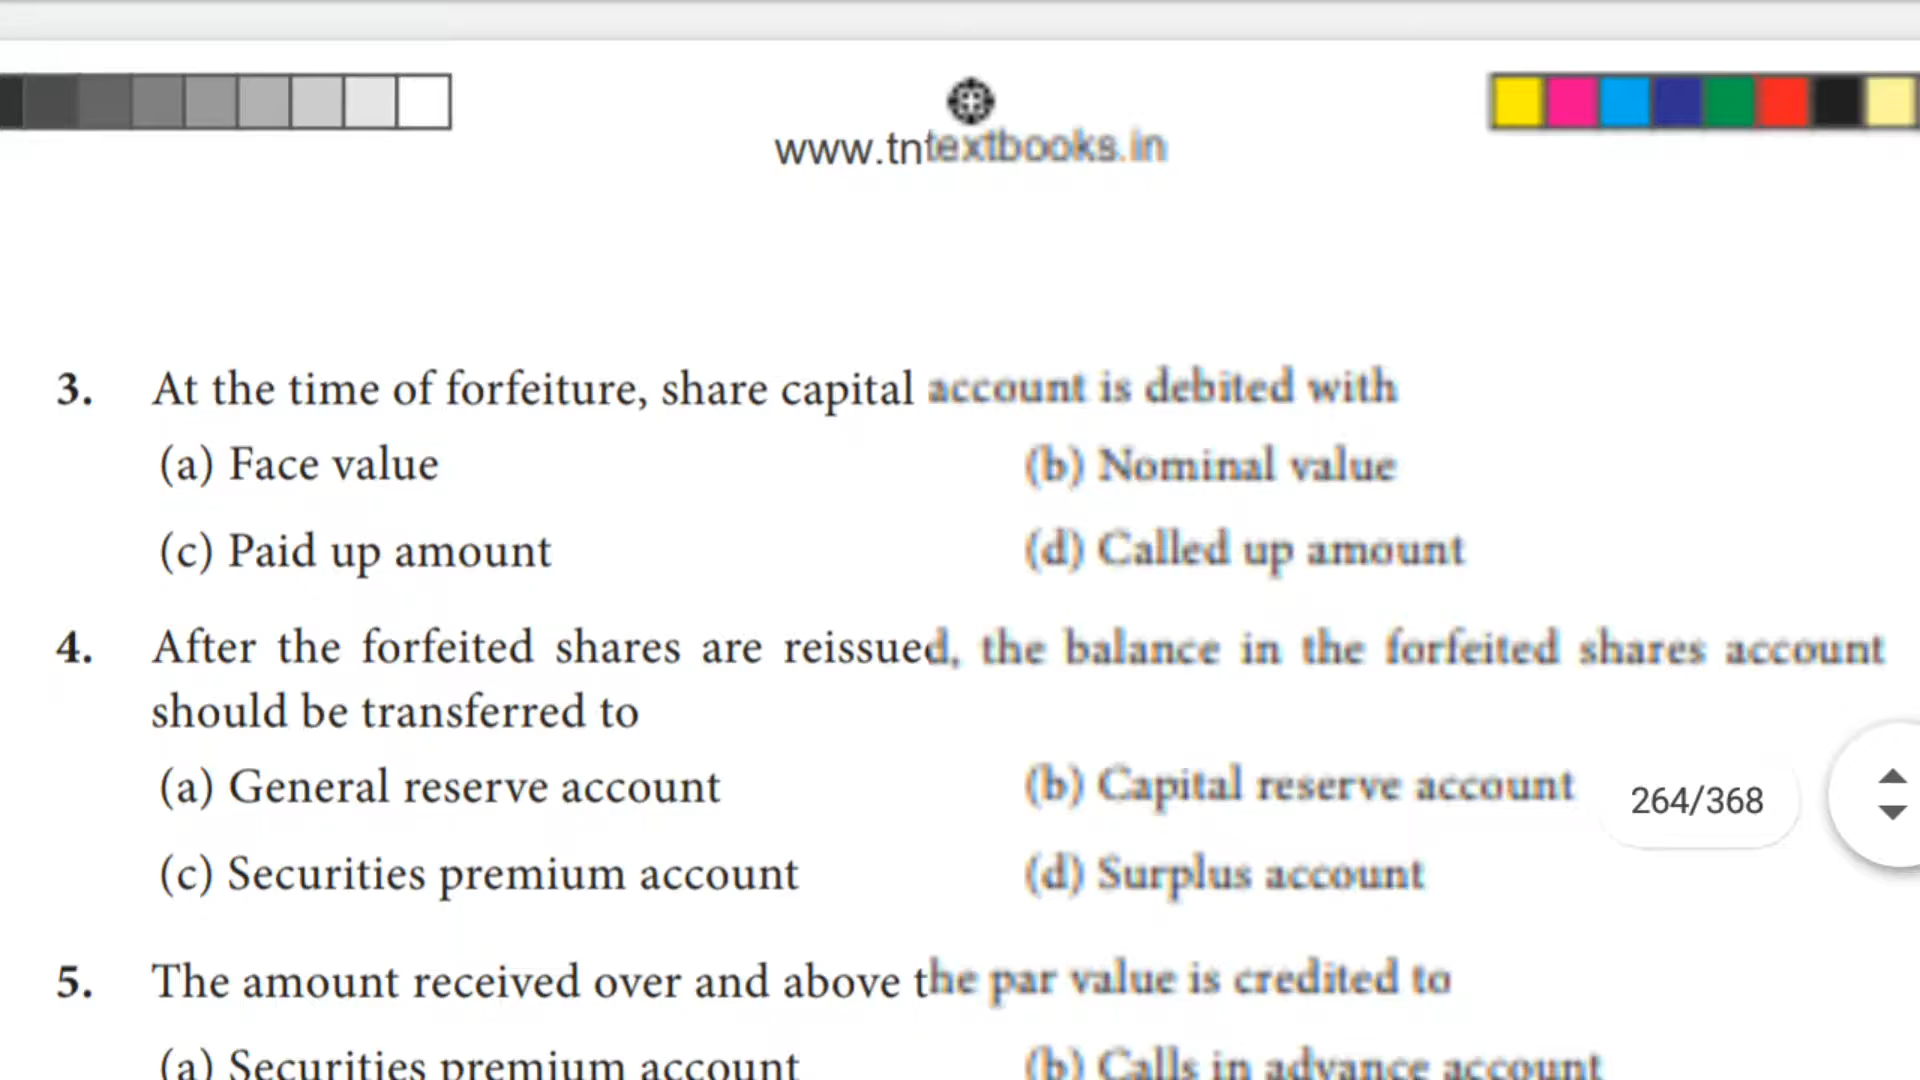 www.tntextbooks.in
3. At the time of forfeiture, share capital account is debited with
(a) Face value (b) Nominal value
(c) Paid up amount (d) Called up amount
4. After the forfeited shares are reissued, the balance in the forfeited shares account
should be transferred to
(a) General reserve account (b) Capital reserve account
264/368
(c) Securities premium account (d) Surplus account
5. The amount received over and above the par value is credited to
(a) Securities premium account (b) Calls in advance account